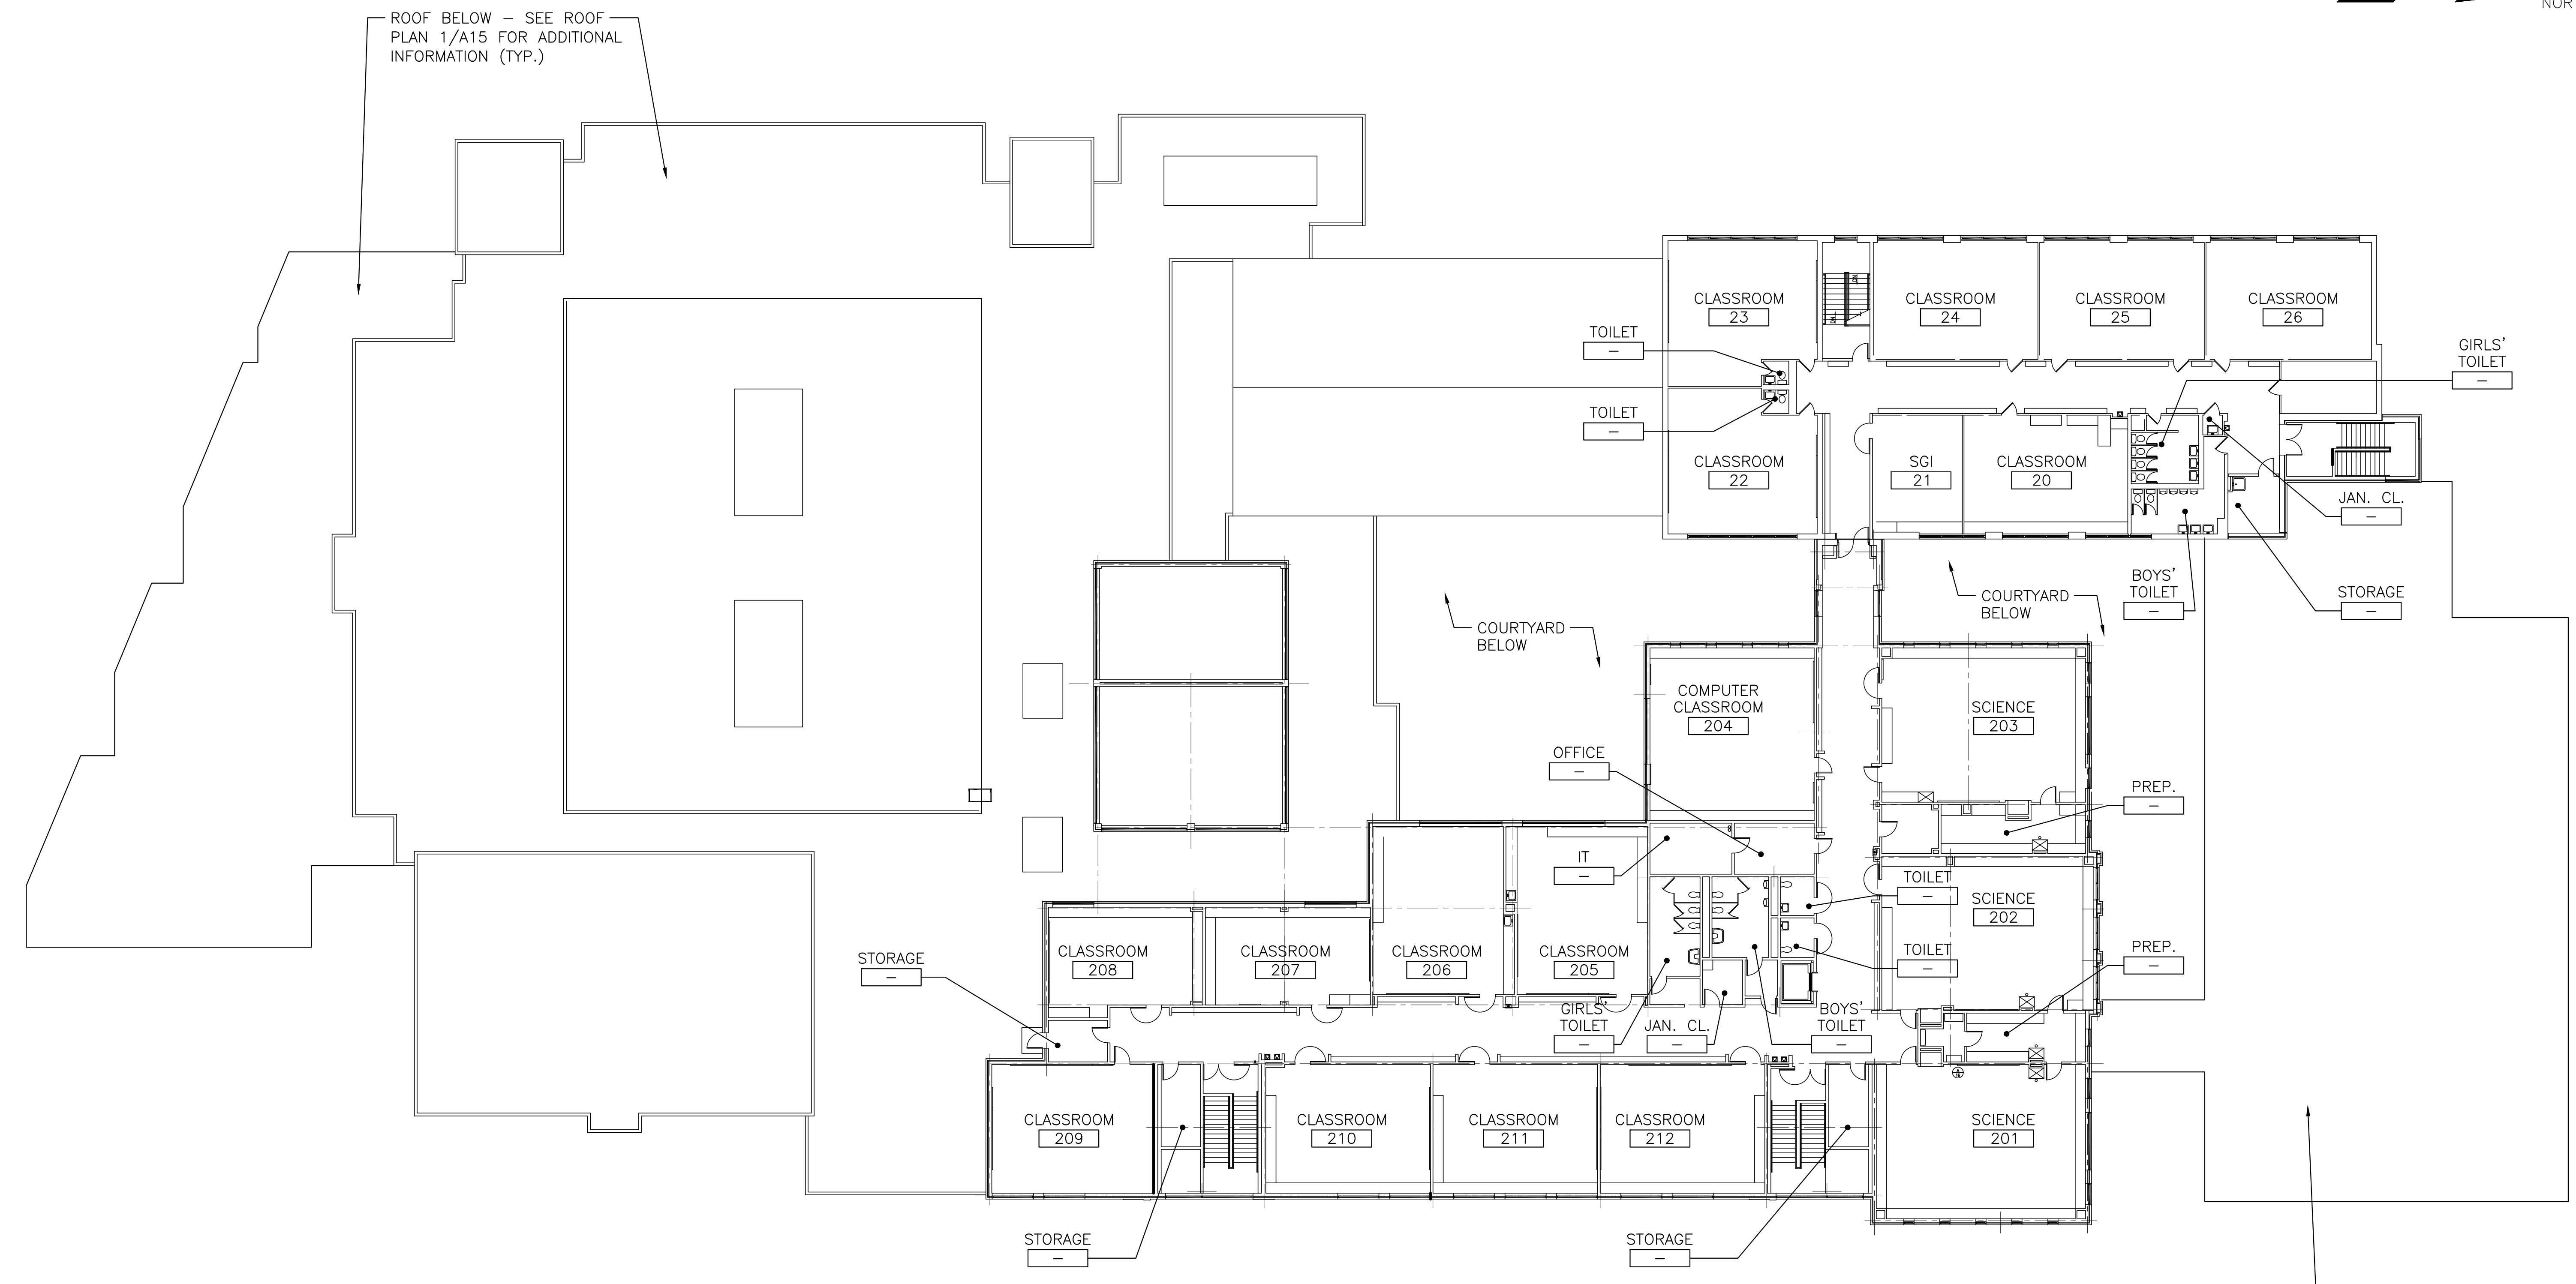 NOR
ROOF BELOW – SEE ROOF
PLAN 1/A15 FOR ADDITIONAL
INFORMATION (TYP.)
CLASSROOM
23
CLASSROOM
24
CLASSROOM
25
CLASSROOM
26
DN.
DN.
TOILET
–
GIRLS'
TOILET
–
TOILET
–
CLASSROOM
22
SGI
21
CLASSROOM
20
JAN. CL.
–
BOYS'
TOILET
–
STORAGE
–
COURTYARD
BELOW
COURTYARD
BELOW
COMPUTER
CLASSROOM
204
SCIENCE
203
OFFICE
–
PREP.
–
IT
–
TOILET
–
SCIENCE
202
CLASSROOM
208
CLASSROOM
207
CLASSROOM
206
CLASSROOM
205
TOILET
–
PREP.
–
STORAGE
–
GIRLS'
TOILET
–
JAN. CL.
–
BOYS'
TOILET
–
CLASSROOM
209
CLASSROOM
210
CLASSROOM
211
CLASSROOM
212
SCIENCE
201
STORAGE
–
STORAGE
–